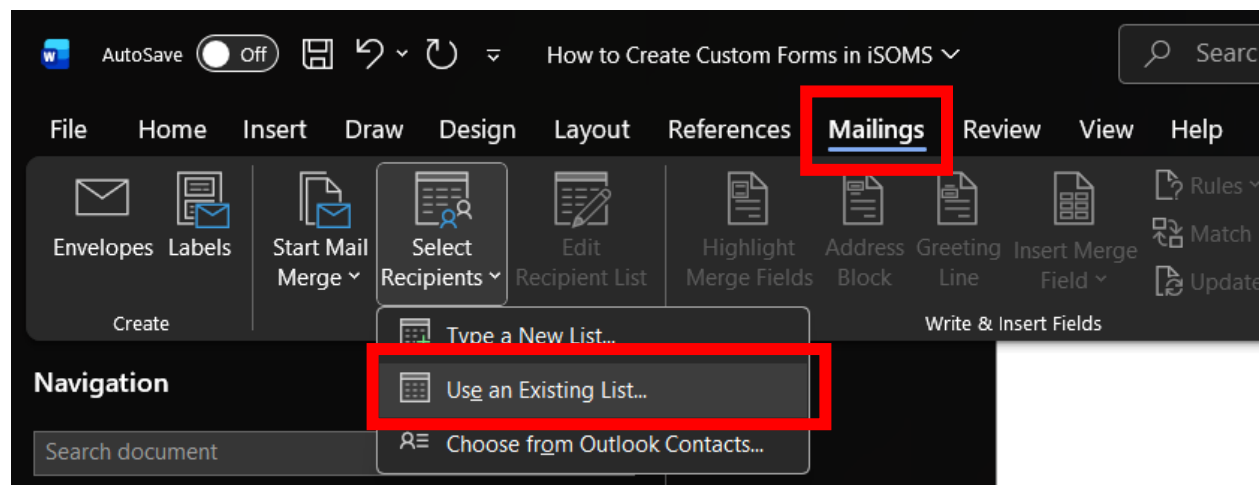 AutoSave Off How to Create Custom Forms in iSOMS
File Home Insert Draw Design Layout References Mailings Review View Help
Envelopes Labels Start Mail Merge Select Recipients Edit Recipient List Highlight Merge Fields Address Block Greeting Line Insert Merge Field Rules
Match
Update
Create Write & Insert Fields
Type a New List...
Navigation
Use an Existing List...
Search document
Choose from Outlook Contacts...